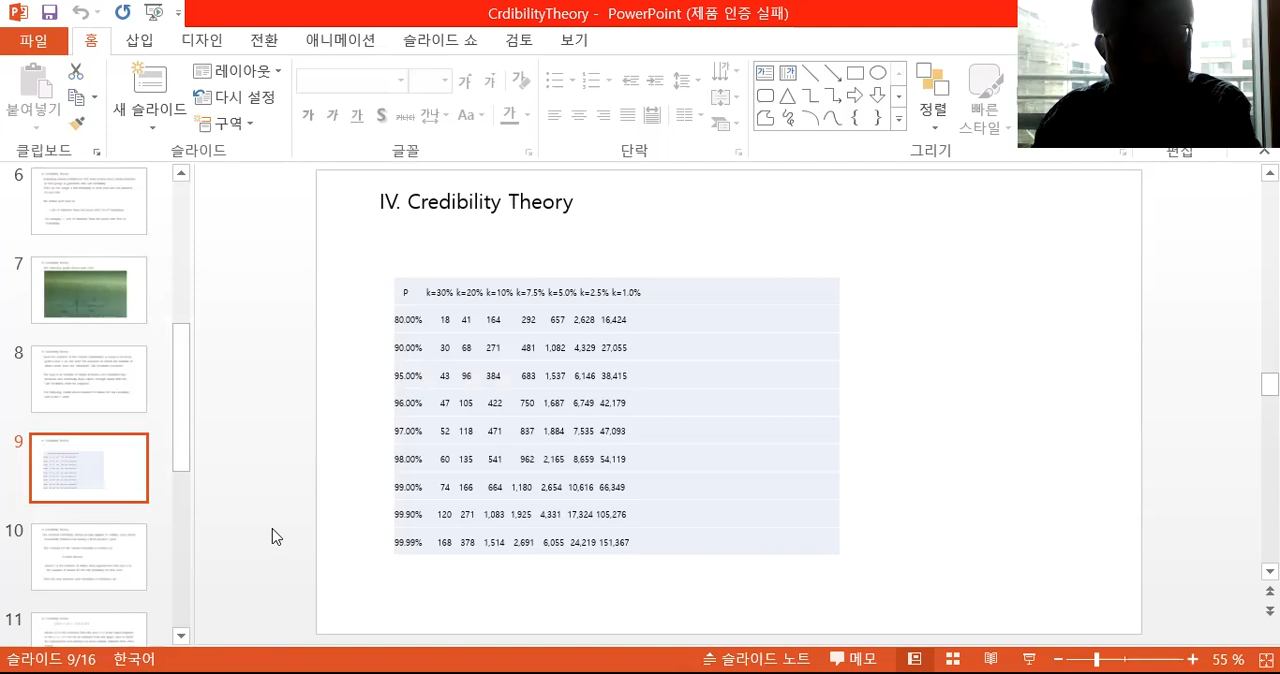 CrdibilityTheory - PowerPoint (제품 인증 실패)
파일 홈 삽입 디자인 전환 애니메이션 슬라이드 쇼 검토 보기
붙여넣기 새 슬라이드 레이아웃 다시 설정 구역 정렬 빠른 스타일
클립보드 슬라이드 글꼴 단락 그리기 편집
6
7
8
9
10
11
IV. Credibility Theory
P k=30% k=20% k=10% k=7.5% k=5.0% k=2.5% k=1.0%
80.00% 18 41 164 292 657 2,628 16,424
90.00% 30 68 271 481 1,082 4,329 27,055
95.00% 43 96 384 1,537 6,146 38,415
96.00% 47 105 422 750 1,687 6,749 42,179
97.00% 52 118 471 837 1,884 7,535 47,093
98.00% 60 135 962 2,165 8,659 54,119
99.00% 74 166 2,654 10,616 66,349
99.90% 120 271 1,083 1,925 4,331 17,324 105,276
99.99% 168 378 1,514 6,055 24,219 151,367
슬라이드 9/16 한국어 슬라이드 노트 메모 55 %